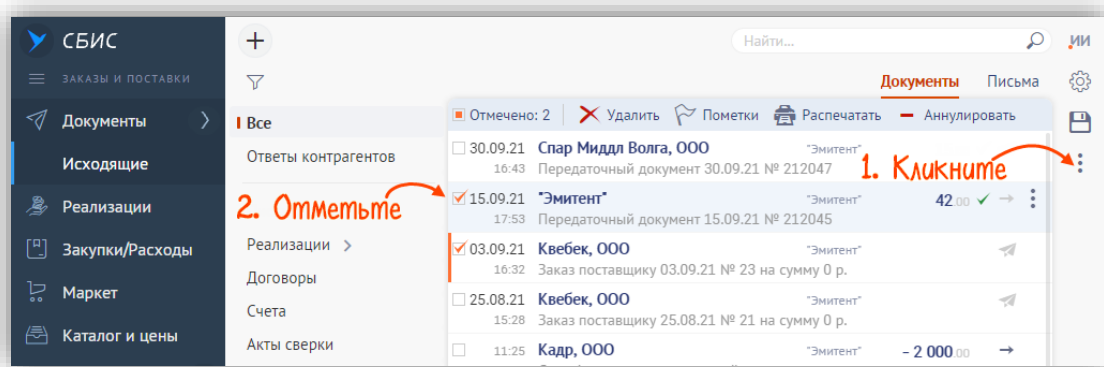 СБИС
+
Найти...
ИИ
ЗАКАЗЫ И ПОСТАВКИ
Документы Письма
Документы
Все
Отмечено: 2 Удалить Пометки Распечатать Аннулировать
Исходящие
Ответы контрагентов
30.09.21 Спар Миддл Волга, ООО "Эмитент"
16:43 Передаточный документ 30.09.21 № 212047
1. Кликните
2. Отметьте
Реализации
15.09.21 "Эмитент" "Эмитент" 42.00
17:53 Передаточный документ 15.09.21 № 212045
Закупки/Расходы
Реализации
03.09.21 Квебек, ООО "Эмитент"
16:32 Заказ поставщику 03.09.21 № 23 на сумму 0 р.
Договоры
Маркет
Счета
25.08.21 Квебек, ООО "Эмитент"
15:28 Заказ поставщику 25.08.21 № 21 на сумму 0 р.
Каталог и цены
Акты сверки
11:25 Кадр, ООО "Эмитент" - 2 000.00